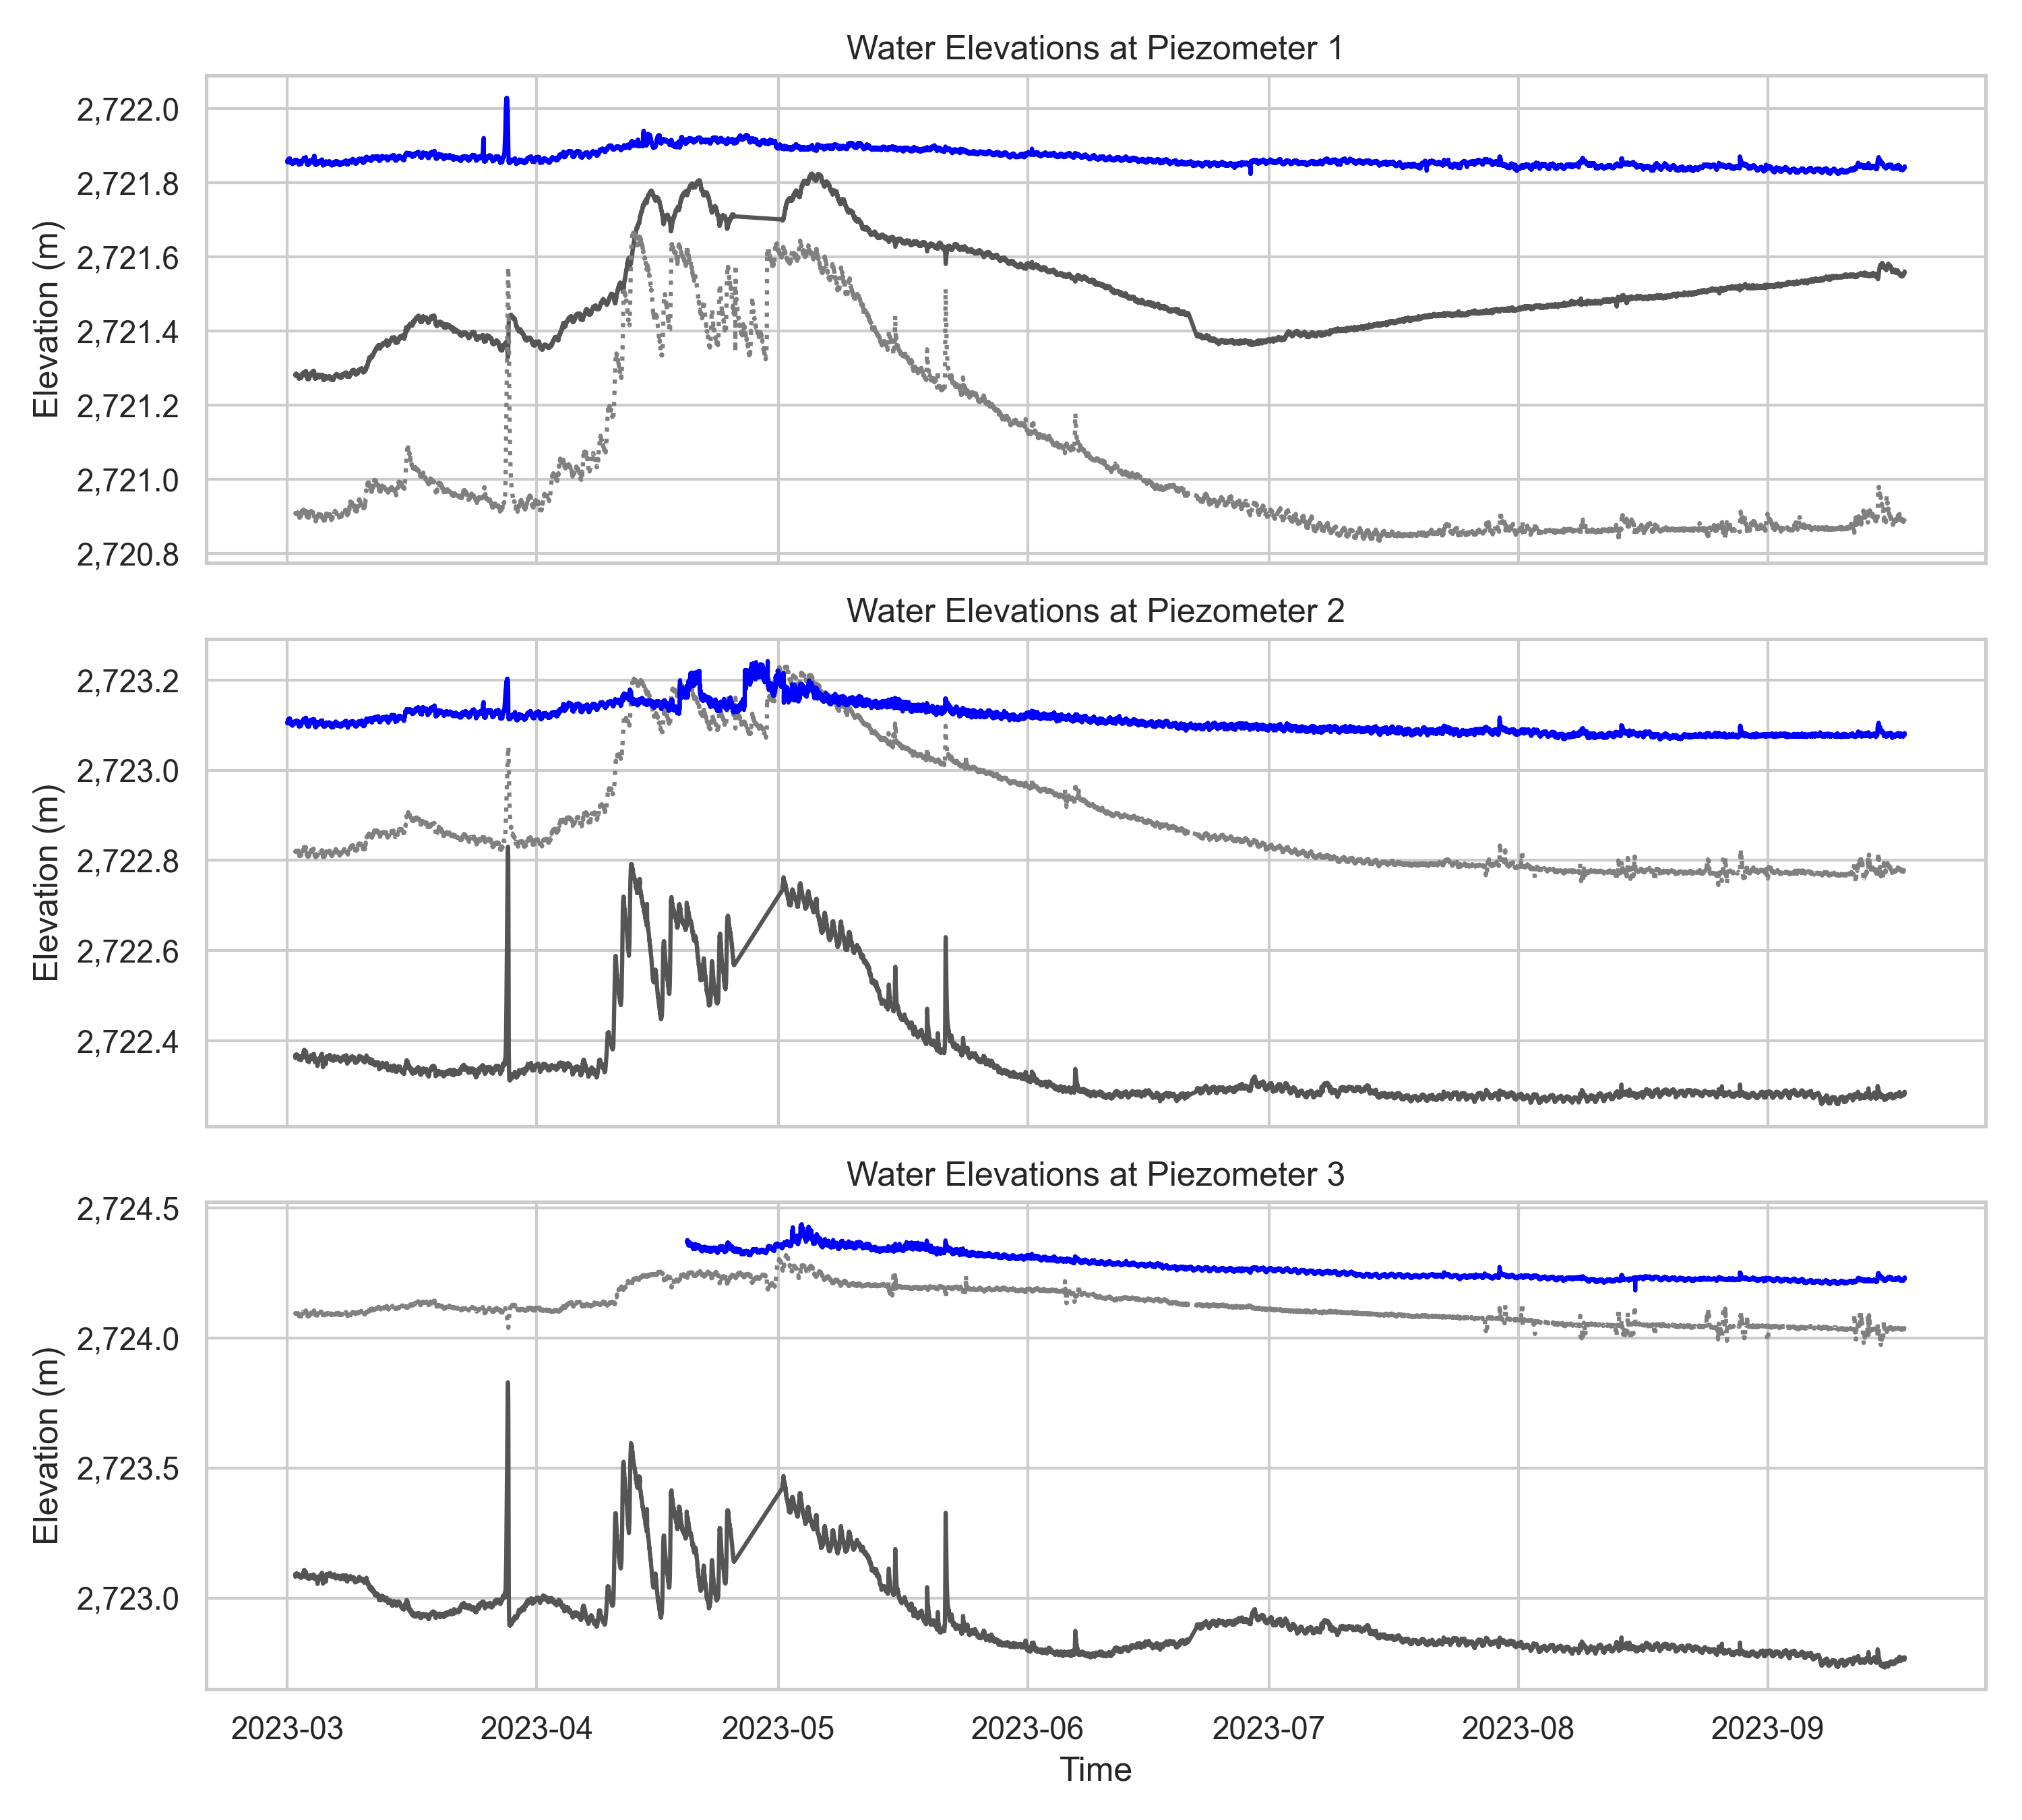 Water Elevations at Piezometer 1
2,722.0
2,721.8
2,721.6
2,721.4
2,721.2
2,721.0
2,720.8
Elevation (m)
Water Elevations at Piezometer 2
2,723.2
2,723.0
2,722.8
2,722.6
2,722.4
Elevation (m)
Water Elevations at Piezometer 3
2,724.5
2,724.0
2,723.5
2,723.0
Elevation (m)
2023-03 2023-04 2023-05 2023-06 2023-07 2023-08 2023-09
Time